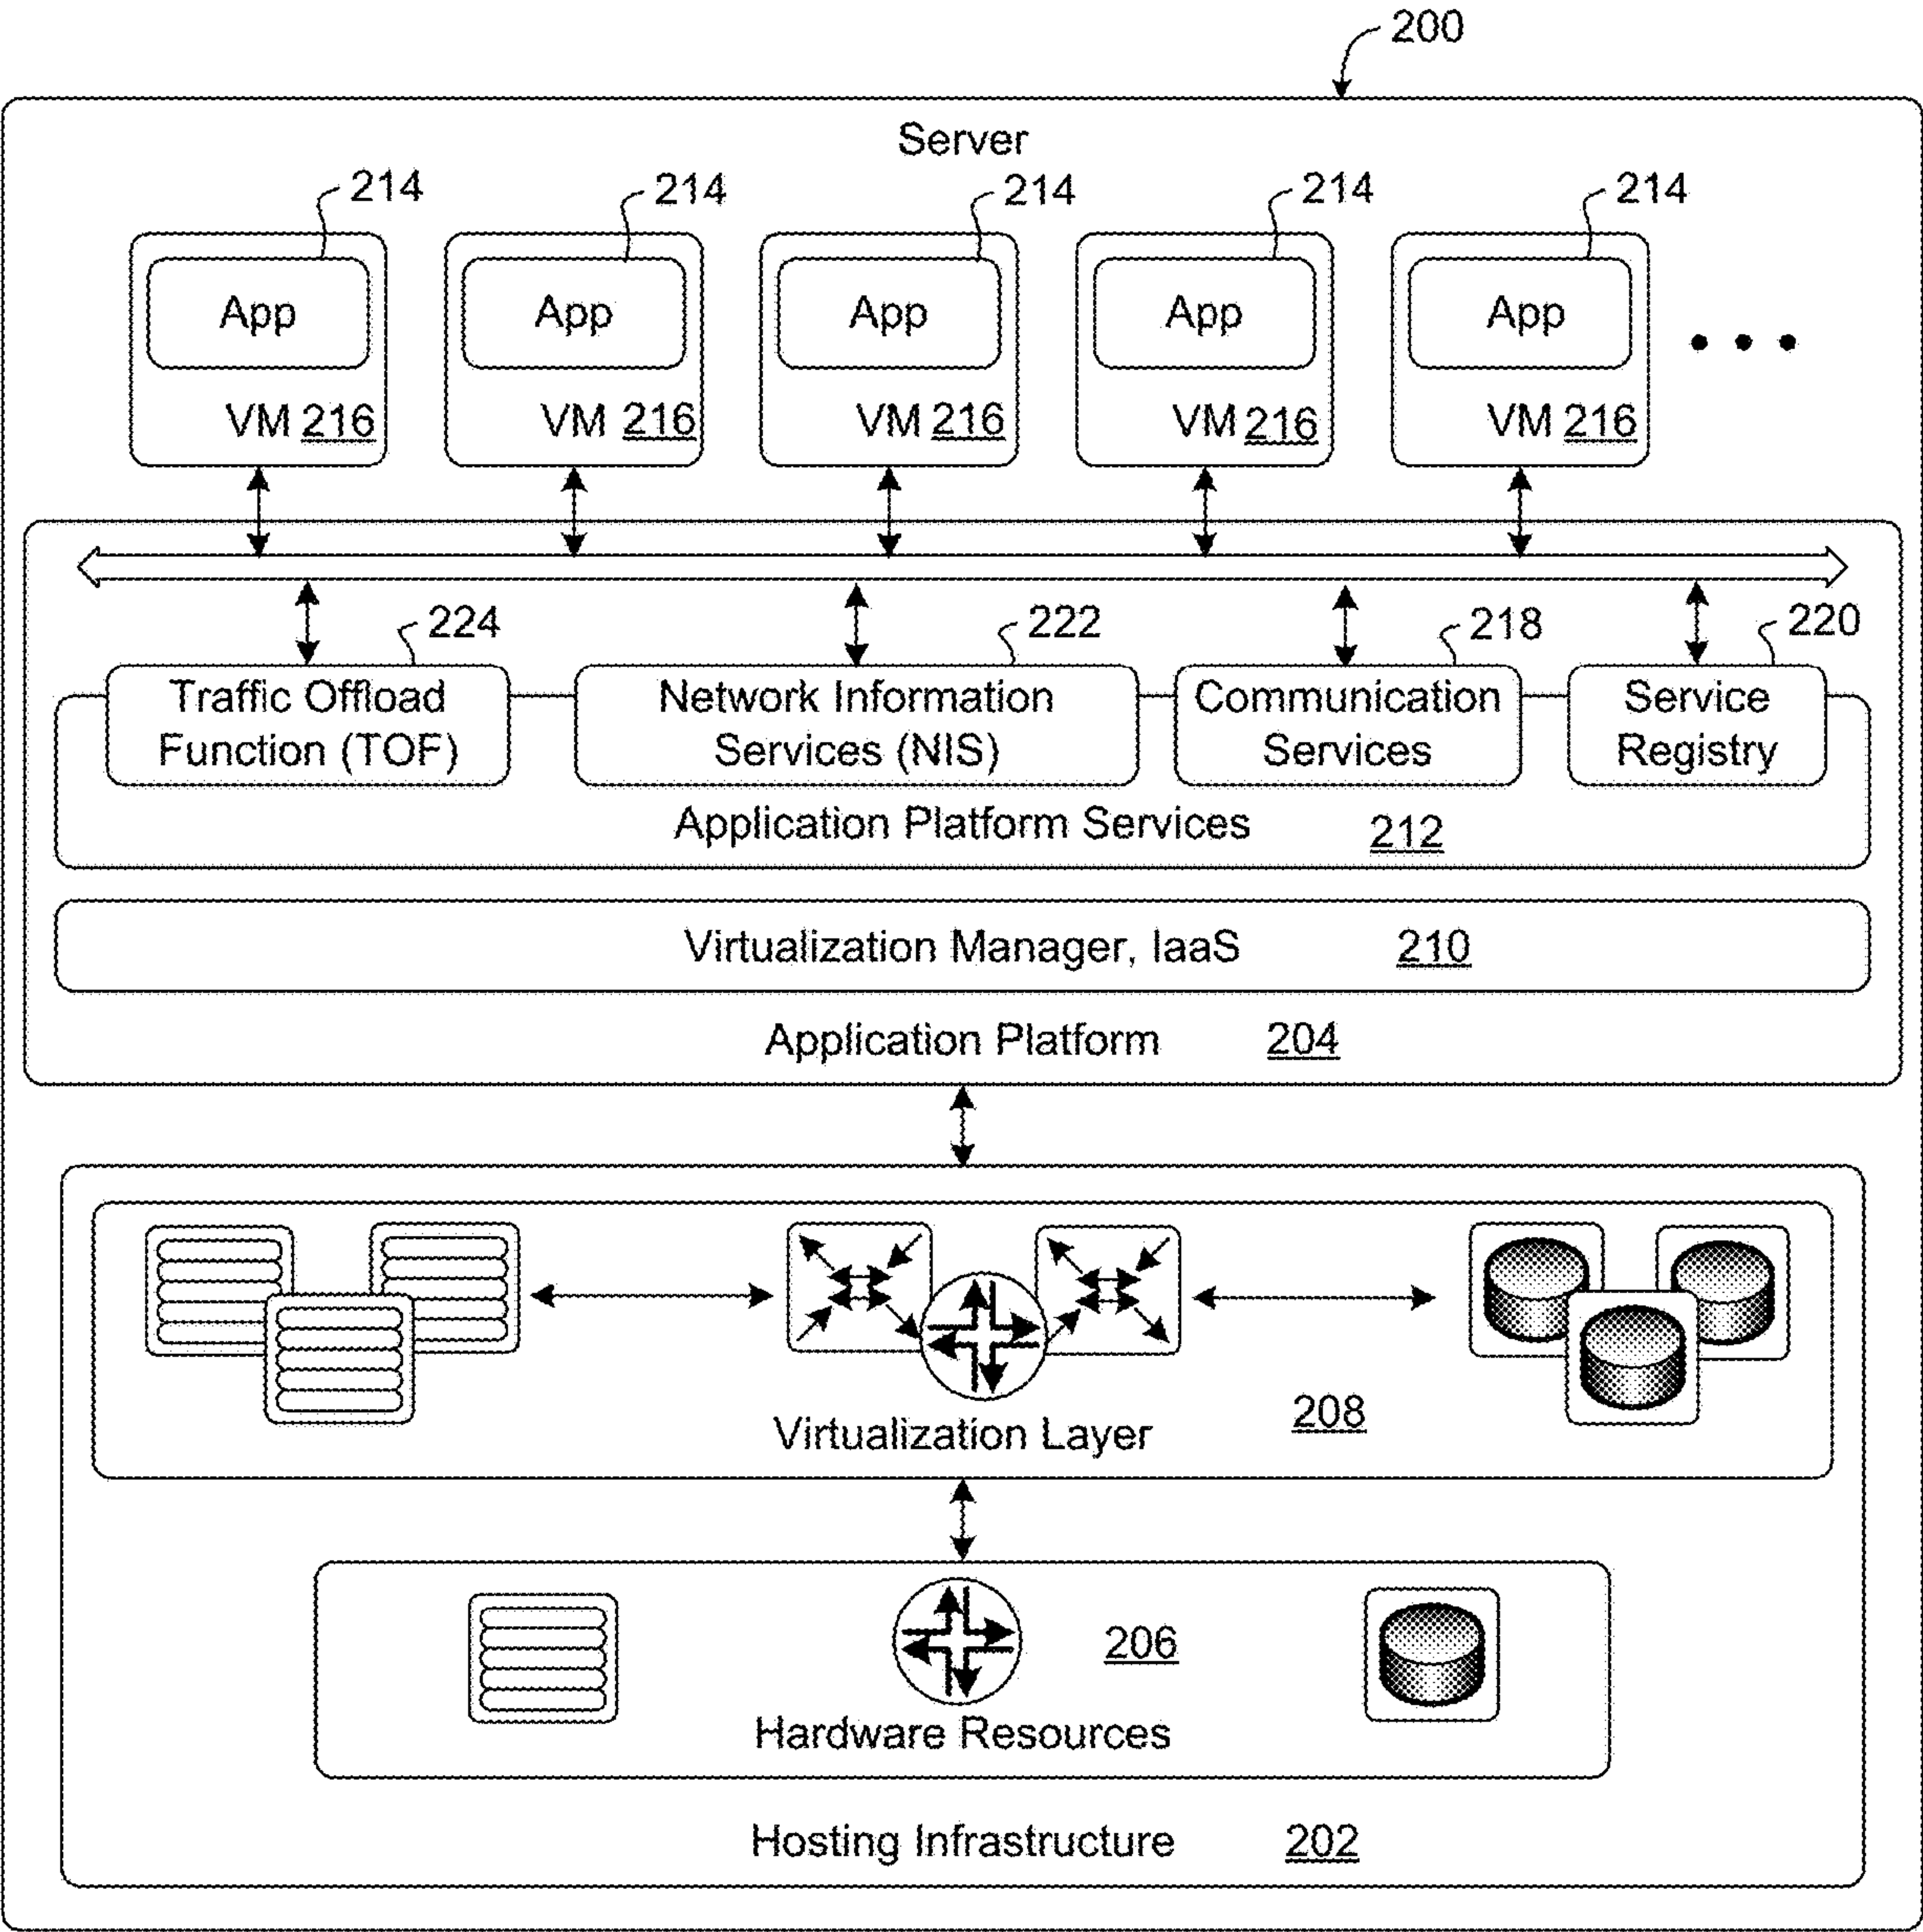 200
Server
214 214 214 214 214
App App App App App
VM 216 VM 216 VM 216 VM 216 VM 216
224 222 218 220
Traffic Offload
Function (TOF)
Network Information
Services (NIS)
Communication
Services
Service
Registry
Application Platform Services 212
Virtualization Manager, IaaS 210
Application Platform 204
208
Virtualization Layer
206
Hardware Resources
Hosting Infrastructure 202